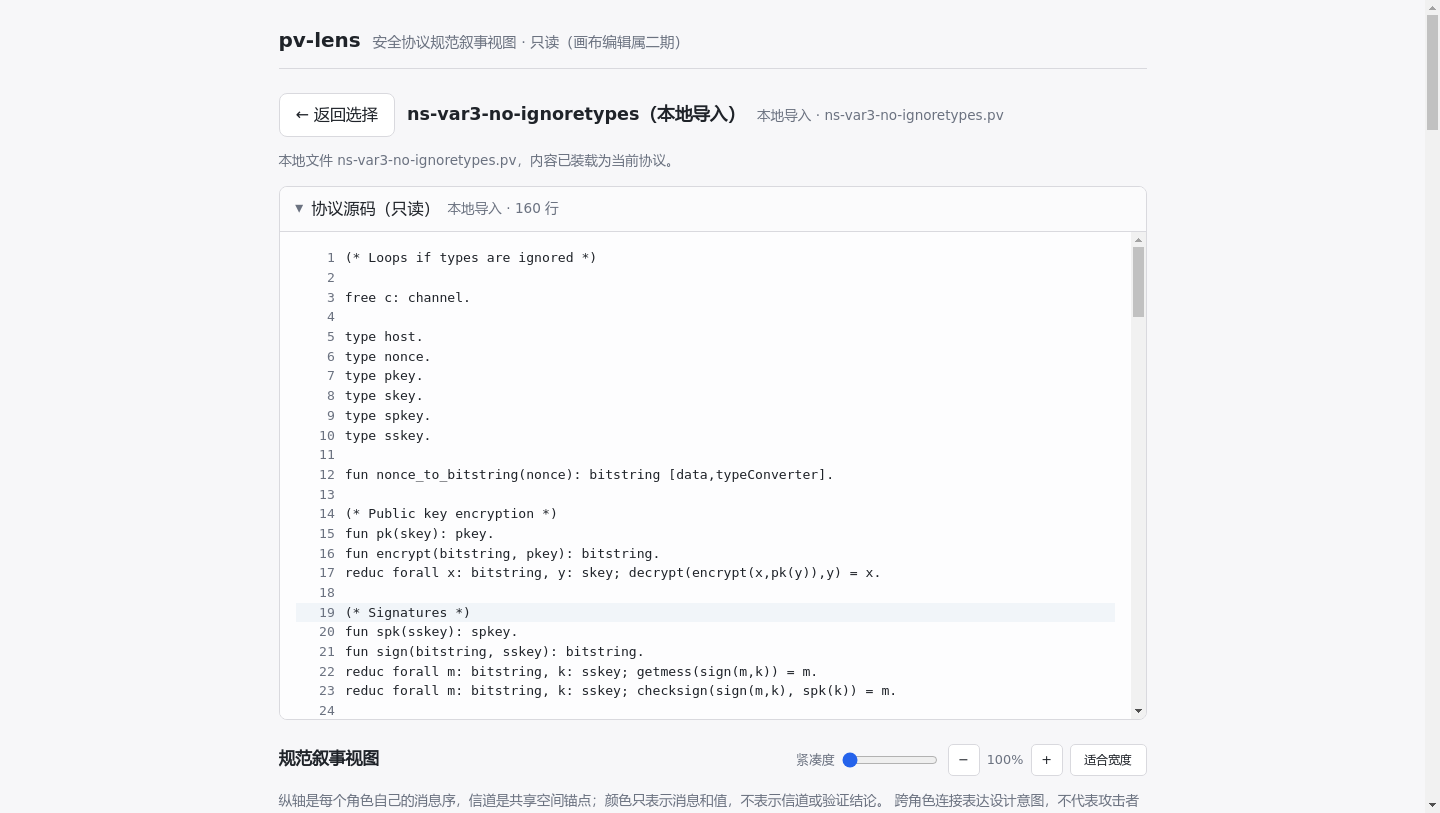 pv-lens 安全协议规范叙事视图 · 只读（画布编辑属二期）
← 返回选择 ns-var3-no-ignoretypes（本地导入） 本地导入 · ns-var3-no-ignoretypes.pv
本地文件 ns-var3-no-ignoretypes.pv，内容已装载为当前协议。
▼ 协议源码（只读） 本地导入 · 160 行
1 (* Loops if types are ignored *)
2
3 free c: channel.
4
5 type host.
6 type nonce.
7 type pkey.
8 type skey.
9 type spkey.
10 type sskey.
11
12 fun nonce_to_bitstring(nonce): bitstring [data,typeConverter].
13
14 (* Public key encryption *)
15 fun pk(skey): pkey.
16 fun encrypt(bitstring, pkey): bitstring.
17 reduc forall x: bitstring, y: skey; decrypt(encrypt(x,pk(y)),y) = x.
18
19 (* Signatures *)
20 fun spk(sskey): spkey.
21 fun sign(bitstring, sskey): bitstring.
22 reduc forall m: bitstring, k: sskey; getmess(sign(m,k)) = m.
23 reduc forall m: bitstring, k: sskey; checksign(sign(m,k), spk(k)) = m.
24
规范叙事视图 紧凑度 − 100% + 适合宽度
纵轴是每个角色自己的消息序，信道是共享空间锚点；颜色只表示消息和值，不表示信道或验证结论。 跨角色连接表达设计意图，不代表攻击者